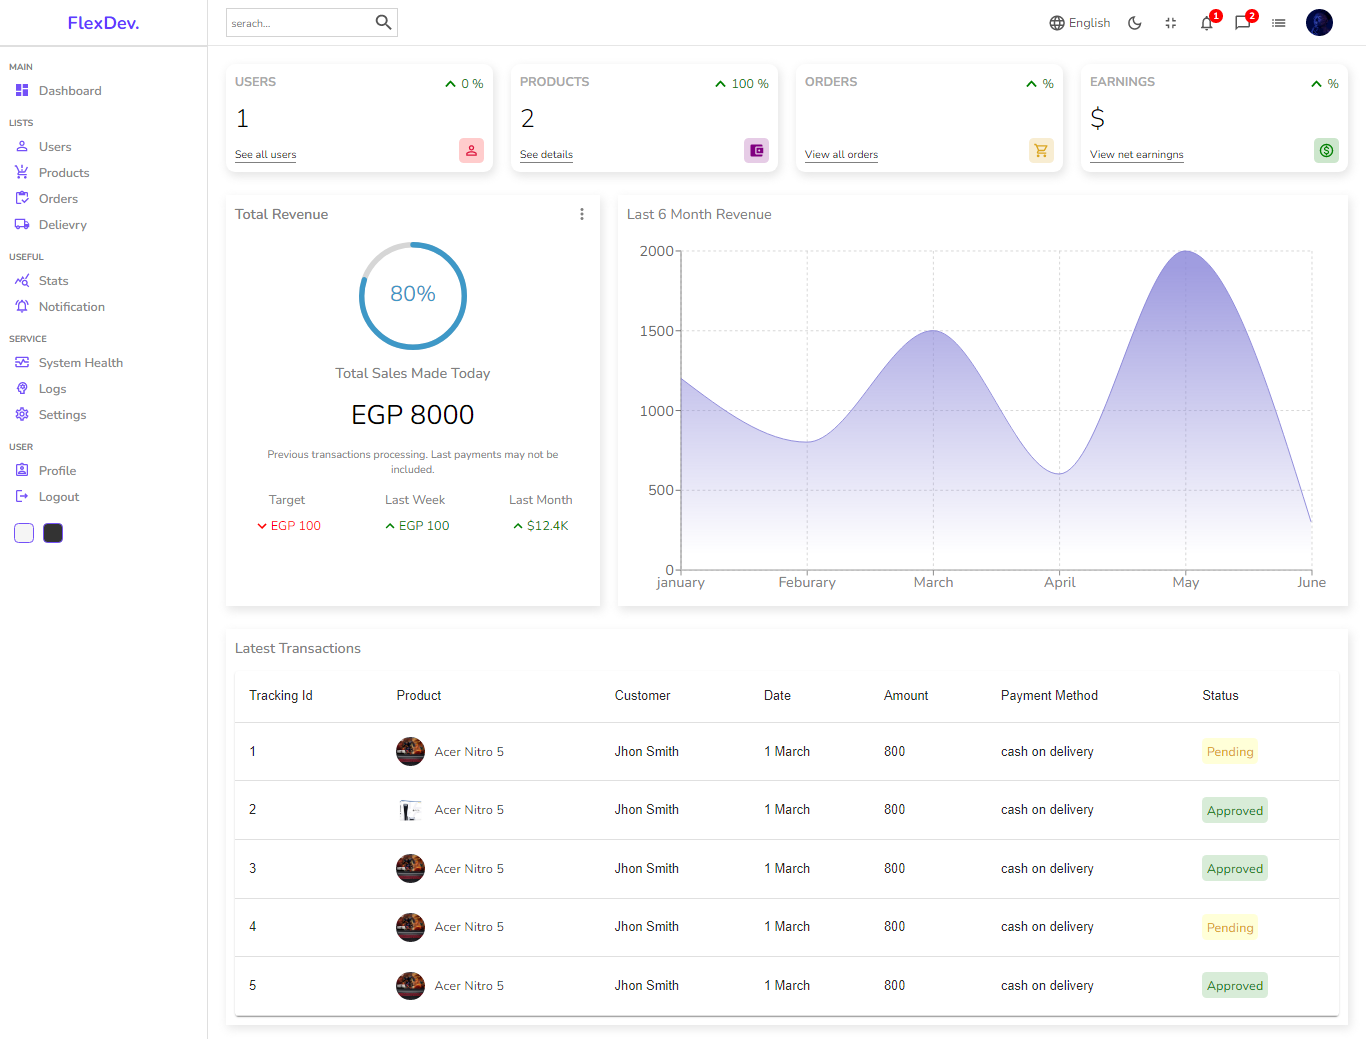 FlexDev.
serach...
English
1
2
MAIN
Dashboard
LISTS
Users
Products
Orders
Delievry
USEFUL
Stats
Notification
SERVICE
System Health
Logs
Settings
USER
Profile
Logout
USERS
0 %
1
See all users
PRODUCTS
100 %
2
See details
ORDERS
%
View all orders
EARNINGS
%
$
View net earningns
Total Revenue
80%
Total Sales Made Today
EGP 8000
Previous transactions processing. Last payments may not be
included.
Target Last Week Last Month
EGP 100 EGP 100 $12.4K
Last 6 Month Revenue
2000
1500
1000
500
0
january Feburary March April May June
Latest Transactions
Tracking Id Product Customer Date Amount Payment Method Status
1 Acer Nitro 5 Jhon Smith 1 March 800 cash on delivery Pending
2 Acer Nitro 5 Jhon Smith 1 March 800 cash on delivery Approved
3 Acer Nitro 5 Jhon Smith 1 March 800 cash on delivery Approved
4 Acer Nitro 5 Jhon Smith 1 March 800 cash on delivery Pending
5 Acer Nitro 5 Jhon Smith 1 March 800 cash on delivery Approved